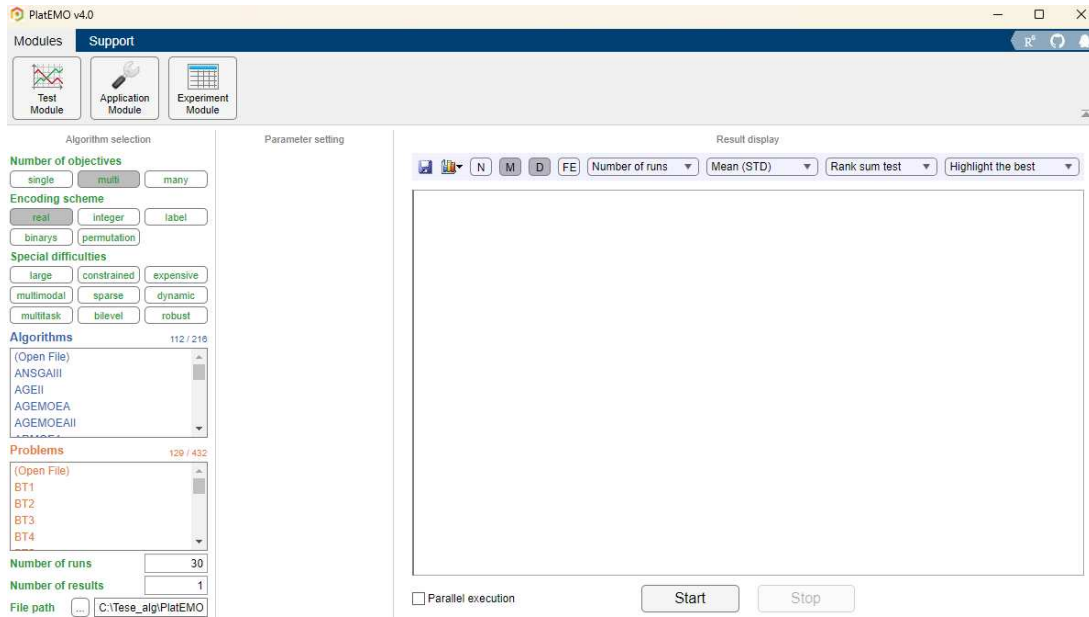 PlatEMO v4.0
Modules Support
Test Module
Application Module
Experiment Module
Algorithm selection
Number of objectives
single multi many
Encoding scheme
real integer label
binarys permutation
Special difficulties
large constrained expensive
multimodal sparse dynamic
multitask bilevel robust
Algorithms 112 / 216
(Open File)
ANSGAIII
AGEII
AGEMOEA
AGEMOEAII
Problems 129 / 432
(Open File)
BT1
BT2
BT3
BT4
Number of runs 30
Number of results 1
File path ... C:\Tese_alg\PlatEMO
Parameter setting
Result display
N M D FE Number of runs Mean (STD) Rank sum test Highlight the best
Parallel execution Start Stop